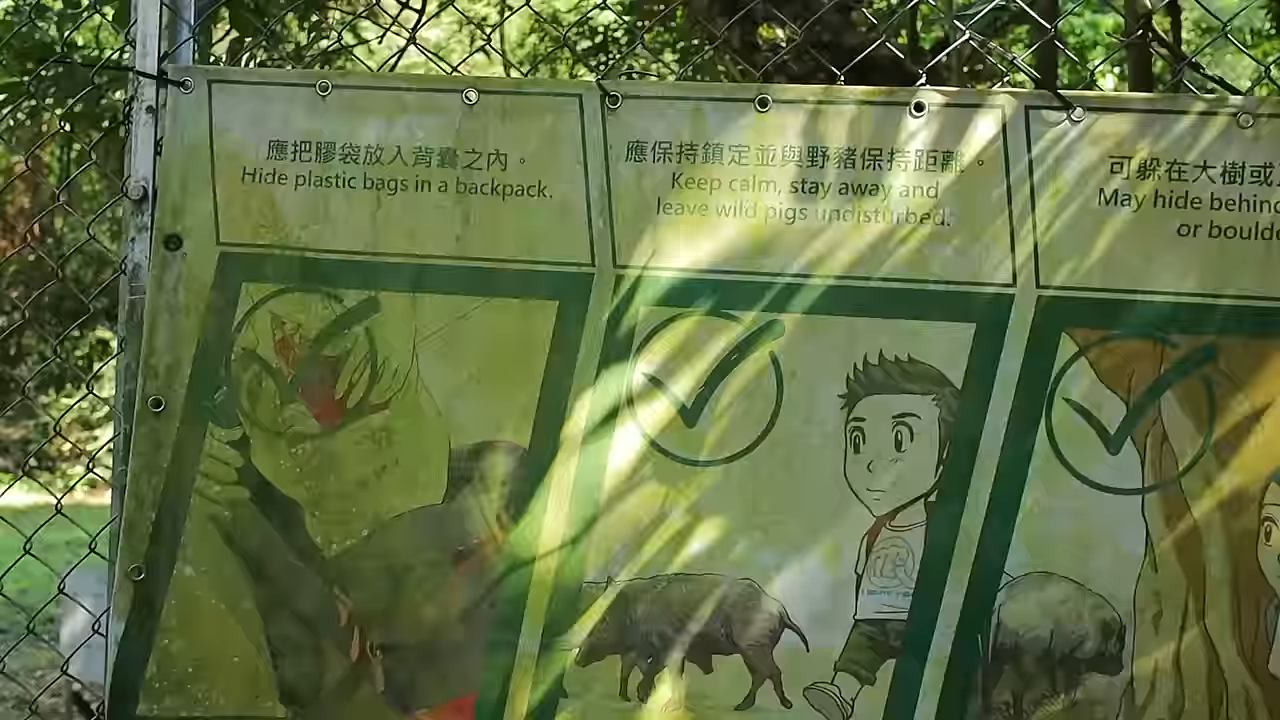 應把膠袋放入背囊之內。
Hide plastic bags in a backpack.
應保持鎮定並與野豬保持距離。
Keep calm, stay away and
leave wild pigs undisturbed.
可躲在大樹或
May hide behind
or bould